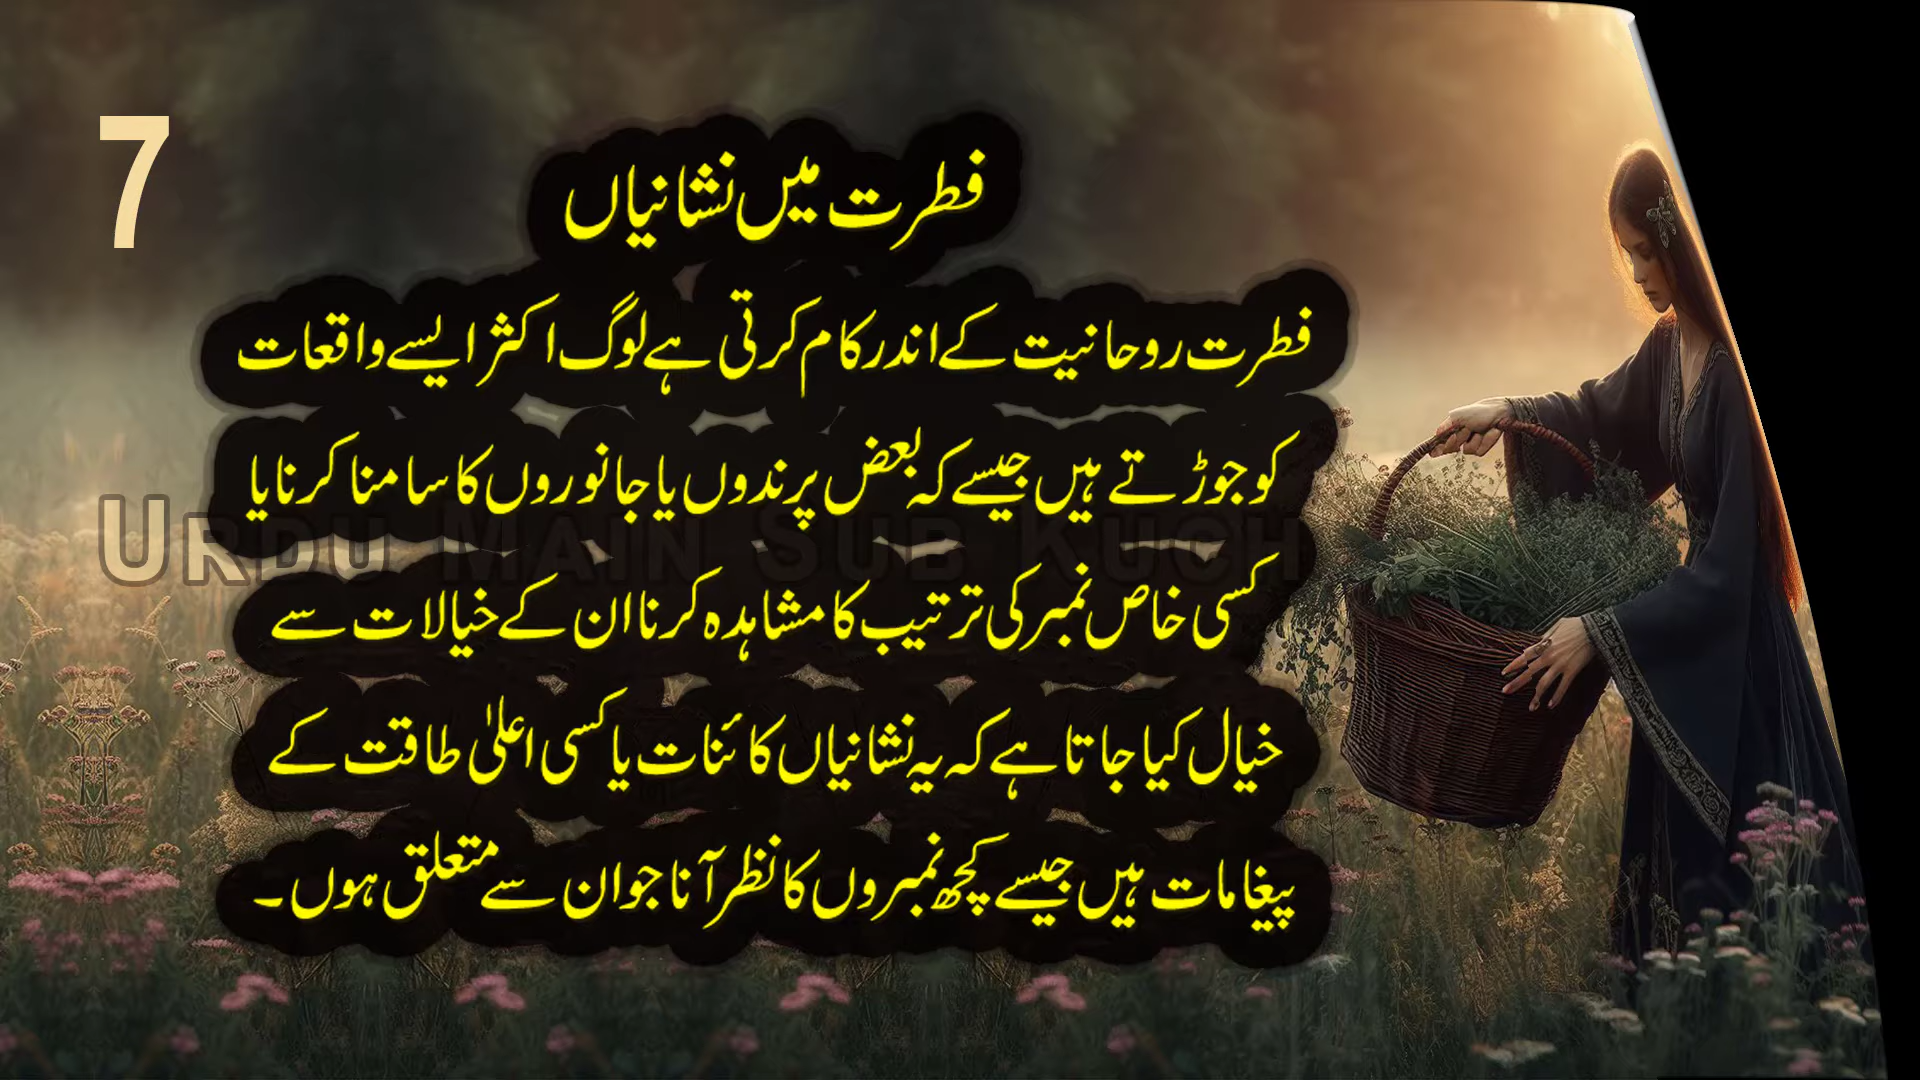 7
فطرت میں نشانیاں
فطرت روحانیت کے اندر کام کرتی ہے لوگ اکثر ایسے واقعات
کو جوڑتے ہیں جیسے کہ بعض پرندوں یا جانوروں کا سامنا کرنا یا
URDU MAIN SUB KUCH
کسی خاص نمبر کی ترتیب کا مشاہدہ کرنا ان کے خیالات سے
خیال کیا جاتا ہے کہ یہ نشانیاں کائنات یا کسی اعلیٰ طاقت کے
پیغامات ہیں جیسے کچھ نمبروں کا نظر آنا جو ان سے متعلق ہوں۔